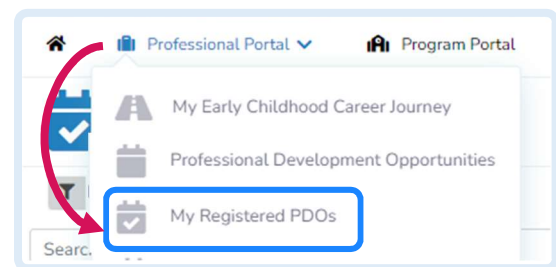 Professional Portal Program Portal
My Early Childhood Career Journey
Professional Development Opportunities
My Registered PDOs
Searc